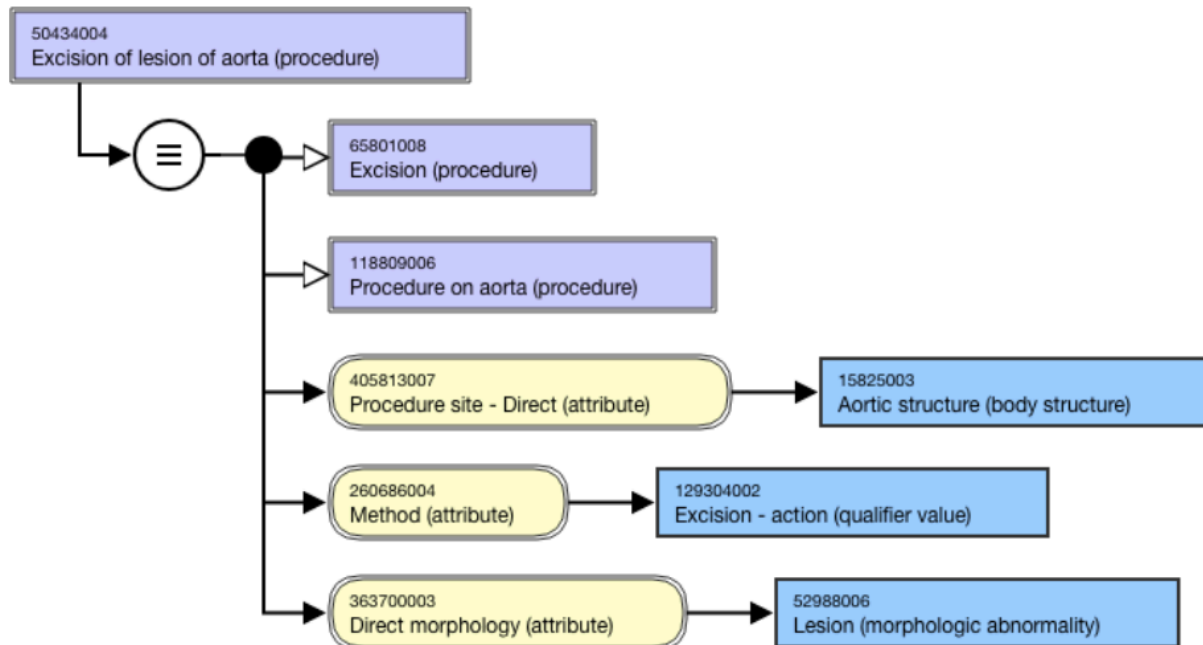 50434004
Excision of lesion of aorta (procedure)
65801008
Excision (procedure)
118809006
Procedure on aorta (procedure)
405813007
Procedure site - Direct (attribute)
15825003
Aortic structure (body structure)
260686004
Method (attribute)
129304002
Excision - action (qualifier value)
363700003
Direct morphology (attribute)
52988006
Lesion (morphologic abnormality)